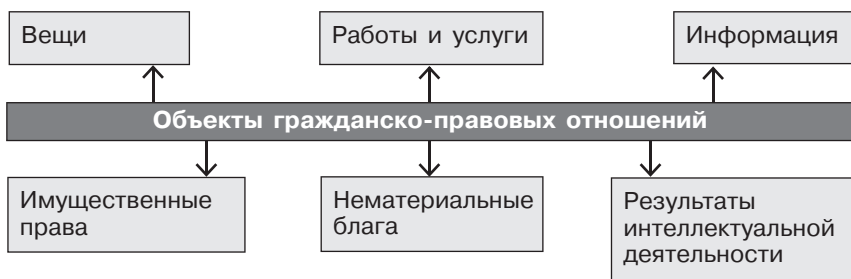 Вещи
Работы и услуги
Информация
Объекты гражданско-правовых отношений
Имущественные
права
Нематериальные
блага
Результаты
интеллектуальной
деятельности